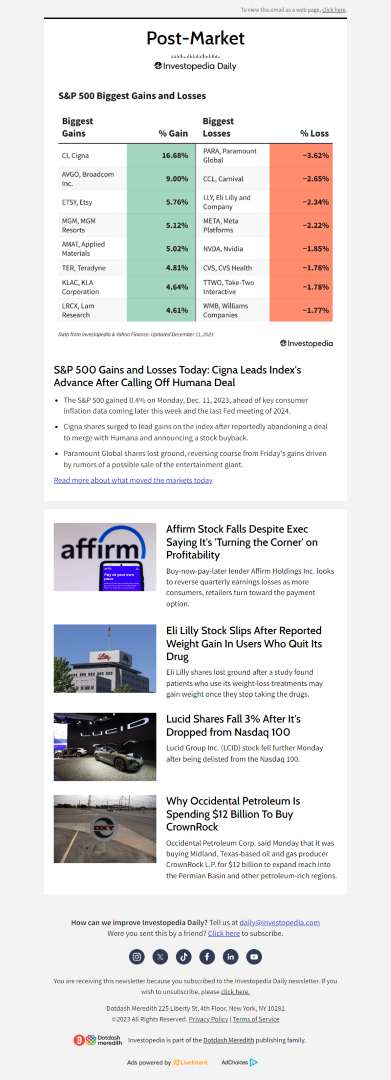 To view this email as a web page, click here.
Post-Market
Investopedia Daily
S&P 500 Biggest Gains and Losses
Biggest Gains % Gain Biggest Losses % Loss
CI, Cigna 16.68% PARA, Paramount Global −3.62%
AVGO, Broadcom Inc. 9.00% CCL, Carnival −2.65%
ETSY, Etsy 5.76% LLY, Eli Lilly and Company −2.34%
MGM, MGM Resorts 5.12% META, Meta Platforms −2.22%
AMAT, Applied Materials 5.02% NVDA, Nvidia −1.85%
TER, Teradyne 4.81% CVS, CVS Health −1.78%
KLAC, KLA Corporation 4.64% TTWO, Take-Two Interactive −1.78%
LRCX, Lam Research 4.61% WMB, Williams Companies −1.77%
Data from Investopedia & Yahoo Finance. Updated December 11, 2023
Investopedia
S&P 500 Gains and Losses Today: Cigna Leads Index's
Advance After Calling Off Humana Deal
• The S&P 500 gained 0.4% on Monday, Dec. 11, 2023, ahead of key consumer
inflation data coming later this week and the last Fed meeting of 2024.
• Cigna shares surged to lead gains on the index after reportedly abandoning a deal
to merge with Humana and announcing a stock buyback.
• Paramount Global shares lost ground, reversing course from Friday's gains driven
by rumors of a possible sale of the entertainment giant.
Read more about what moved the markets today
affirm
Pay at your own
pace.
Affirm Stock Falls Despite Exec
Saying It's 'Turning the Corner' on
Profitability
Buy-now-pay-later lender Affirm Holdings Inc. looks
to reverse quarterly earnings losses as more
consumers, retailers turn toward the payment
option.
Lilly
Eli Lilly Stock Slips After Reported
Weight Gain In Users Who Quit Its
Drug
Eli Lilly shares lost ground after a study found
patients who use its weight-loss treatments may
gain weight once they stop taking the drugs.
LUCID
Lucid Shares Fall 3% After It's
Dropped from Nasdaq 100
Lucid Group Inc. (LCID) stock fell further Monday
after being delisted from the Nasdaq 100.
OXY
Why Occidental Petroleum Is
Spending $12 Billion To Buy
CrownRock
Occidental Petroleum Corp. said Monday that it was
buying Midland, Texas-based oil and gas producer
CrownRock L.P. for $12 billion to expand reach into
the Permian Basin and other petroleum-rich regions.
How can we improve Investopedia Daily? Tell us at daily@investopedia.com
Were you sent this by a friend? Click here to subscribe.
You are receiving this newsletter because you subscribed to the Investopedia Daily newsletter. If you
wish to unsubscribe, please click here.
Dotdash Meredith 225 Liberty St, 4th Floor, New York, NY 10281
©2023 All Rights Reserved. Privacy Policy | Terms of Service
Dotdash
meredith
Investopedia is part of the Dotdash Meredith publishing family.
Ads powered by LiveIntent AdChoices